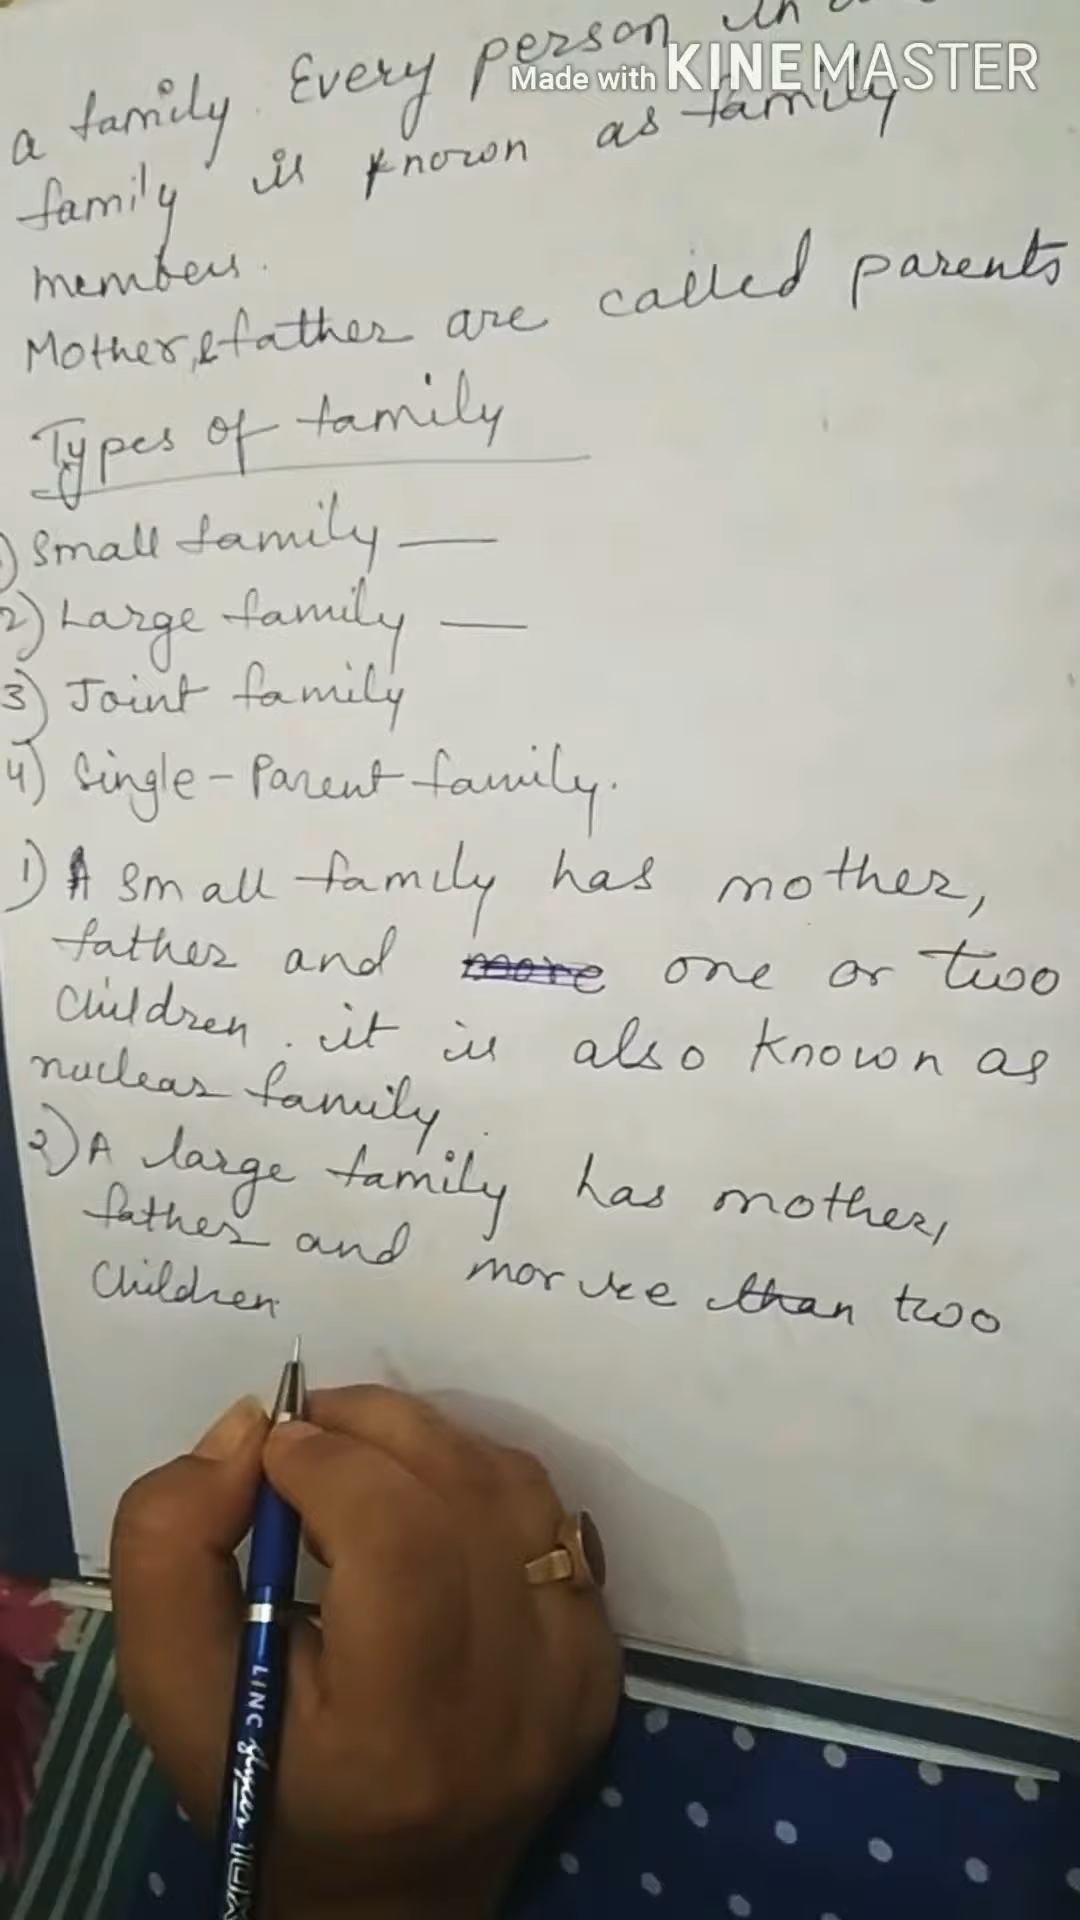 a family. Every person in
Made with KINEMASTER
family is known as family
members.
Mother, & father are called parents
Types of family
1) Small family —
2) Large family —
3) Joint family
4) Single-Parent family.
1) A small family has mother,
father and more one or two
children. it is also known as
nuclear family.
2) A large family has mother,
father and mor re than two
children.
LINC